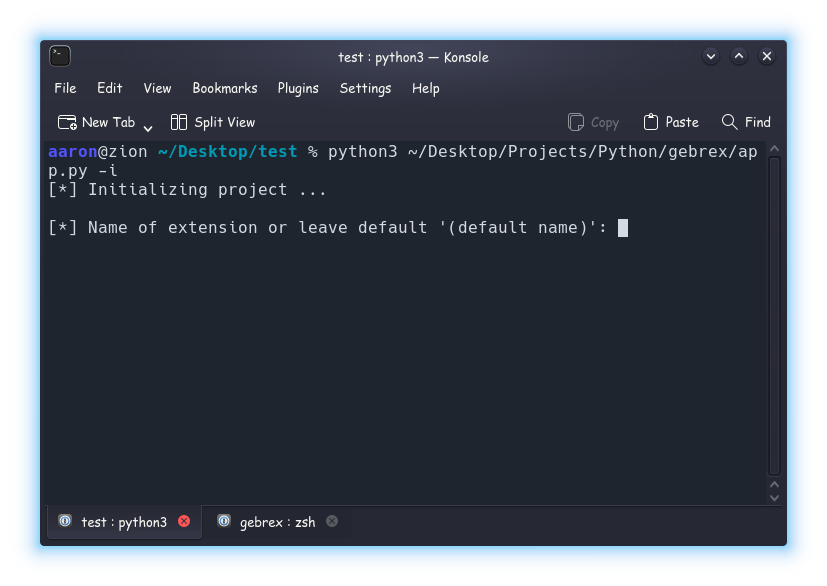 test : python3 — Konsole
File Edit View Bookmarks Plugins Settings Help
New Tab Split View Copy Paste Find
aaron@zion ~/Desktop/test % python3 ~/Desktop/Projects/Python/gebrex/ap
p.py -i
[*] Initializing project ...
[*] Name of extension or leave default '(default name)':
test : python3 gebrex : zsh